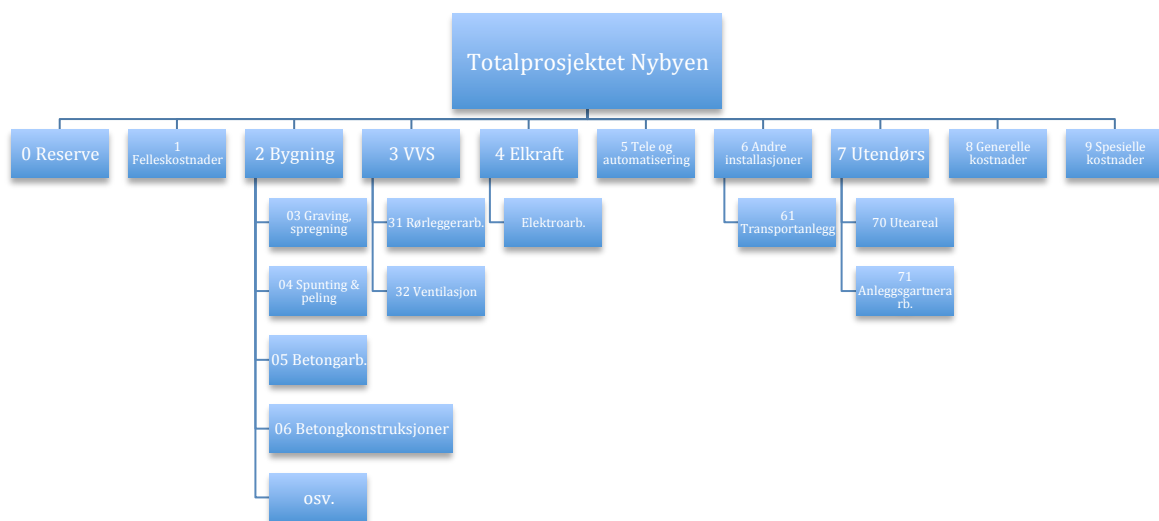 Totalprosjektet Nybyen
0 Reserve
1
Felleskostnader
2 Bygning
3 VVS
4 Elkraft
5 Tele og
automatisering
6 Andre
installasjoner
7 Utendørs
8 Generelle
kostnader
9 Spesielle
kostnader
03 Graving,
spregning
04 Spunting &
peling
05 Betongarb.
06 Betongkonstruksjoner
osv.
31 Rørleggerarb.
32 Ventilasjon
Elektroarb.
61
Transportanlegg
70 Uteareal
71
Anleggsgartnera
rb.